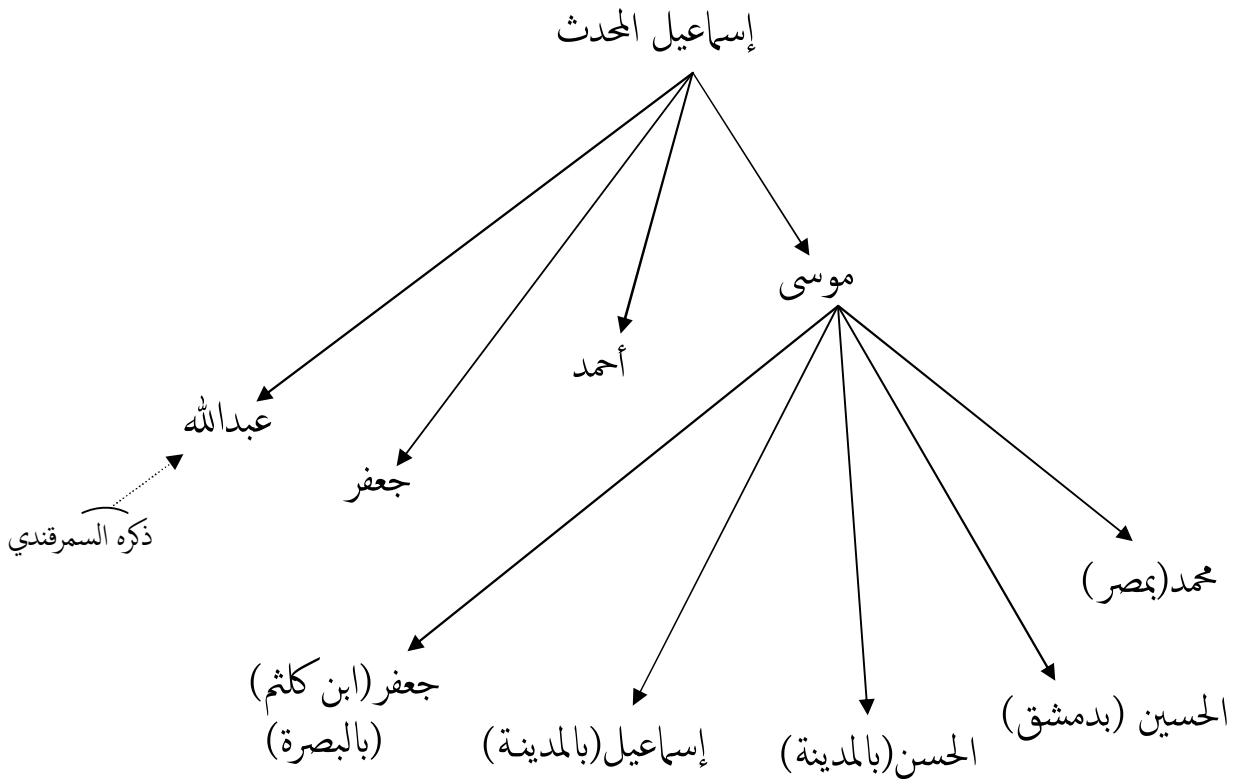 إسماعيل المحدث
موسى
أحمد
عبدالله
جعفر
ذكره السمرقندي
محمد(بمصر)
الحسين (بدمشق)
الحسن(بالمدينة)
إسماعيل(بالمدينة)
جعفر(ابن كلثم)
(بالبصرة)